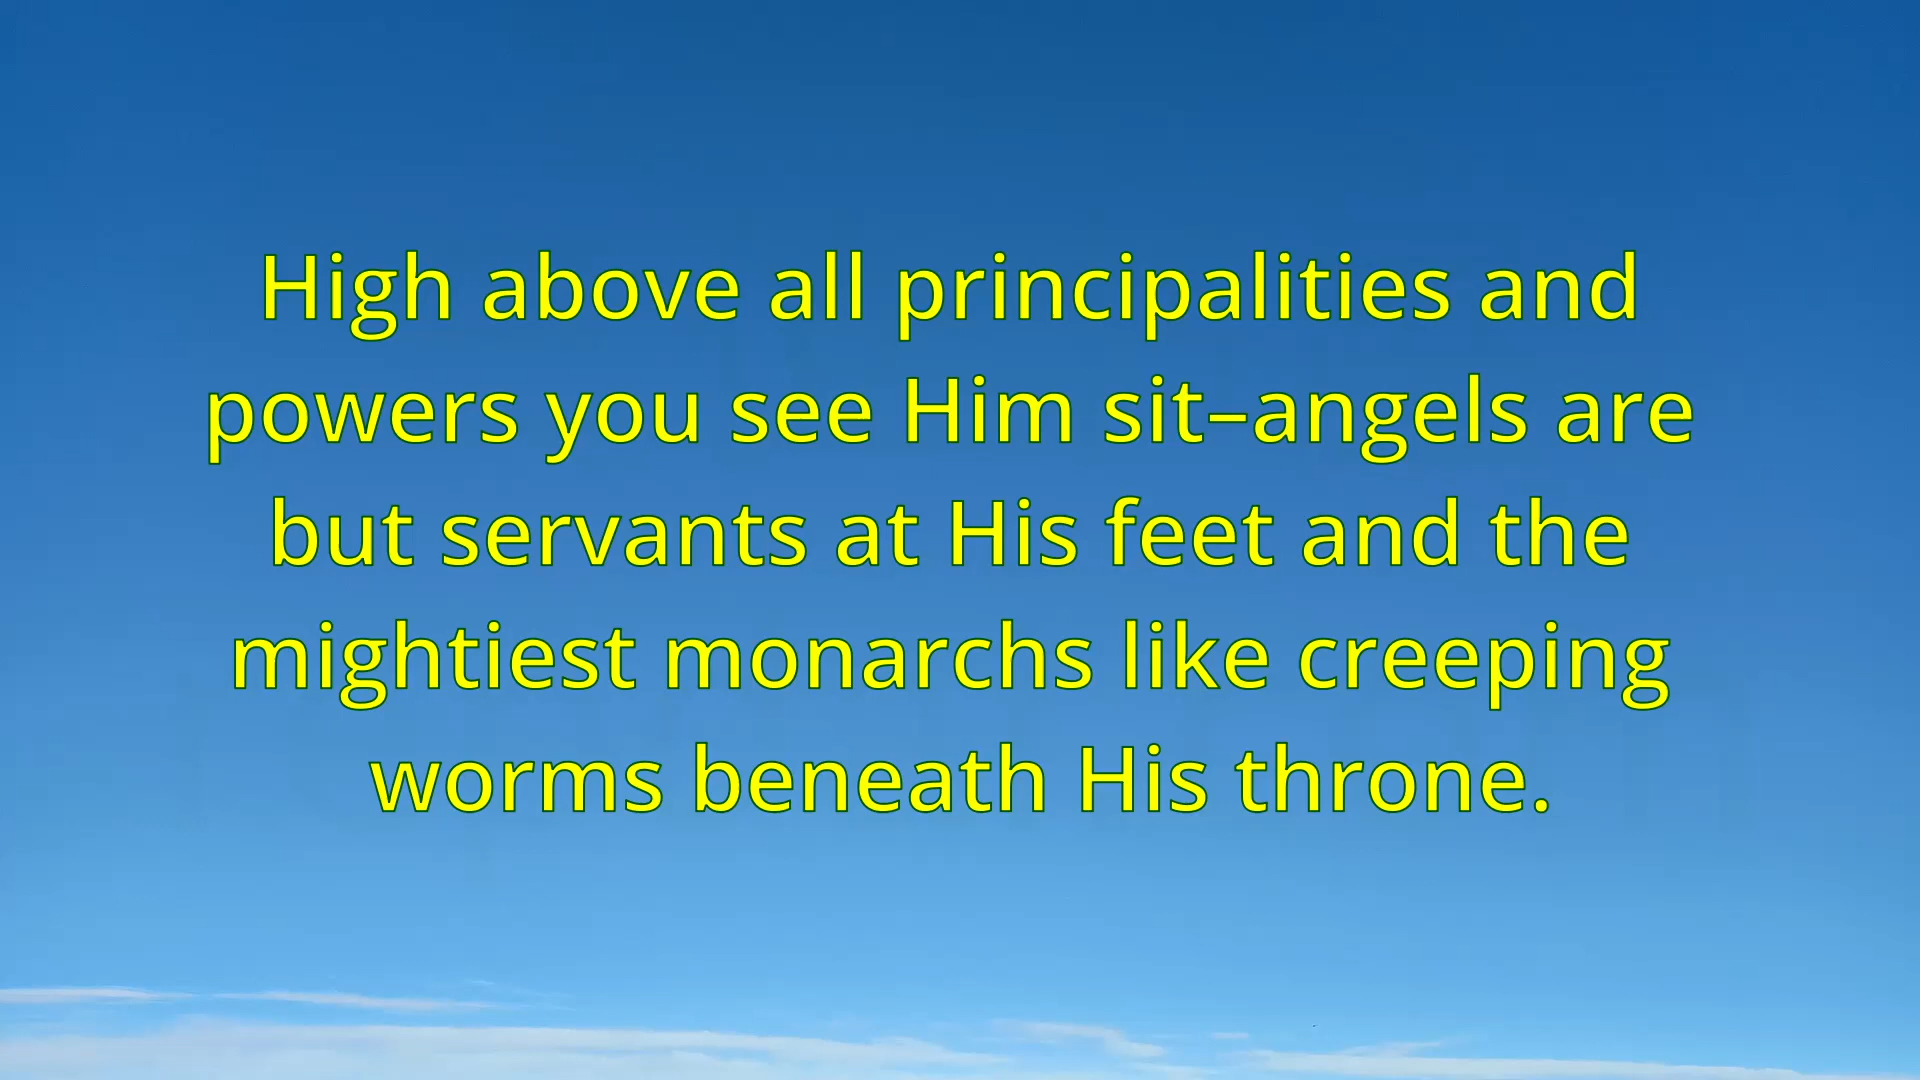 High above all principalities and
powers you see Him sit–angels are
but servants at His feet and the
mightiest monarchs like creeping
worms beneath His throne.